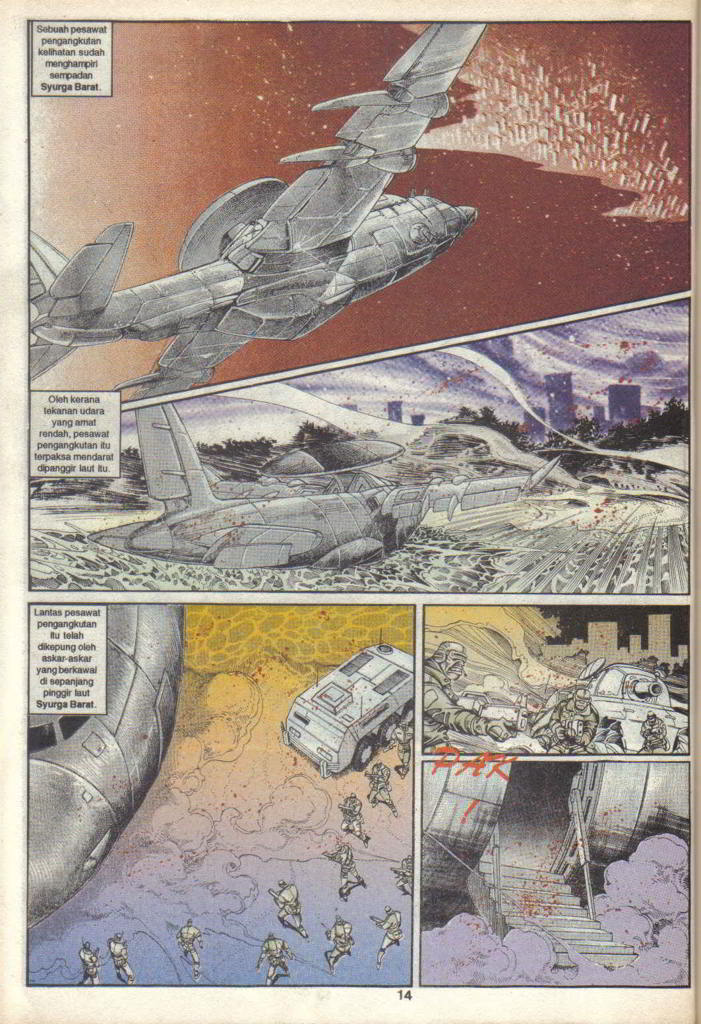 Sebuah pesawat
pengangkutan
kelihatan sudah
menghampiri
sempadan
Syurga Barat.
Oleh kerana
tekanan udara
yang amat
rendah, pesawat
pengangkutan itu
terpaksa mendarat
dipanggir laut itu.
Lantas pesawat
pengangkutan
itu telah
dikepung oleh
askar-askar
yang berkawal
di sepanjang
pinggir laut
Syurga Barat.
PAK
!
14